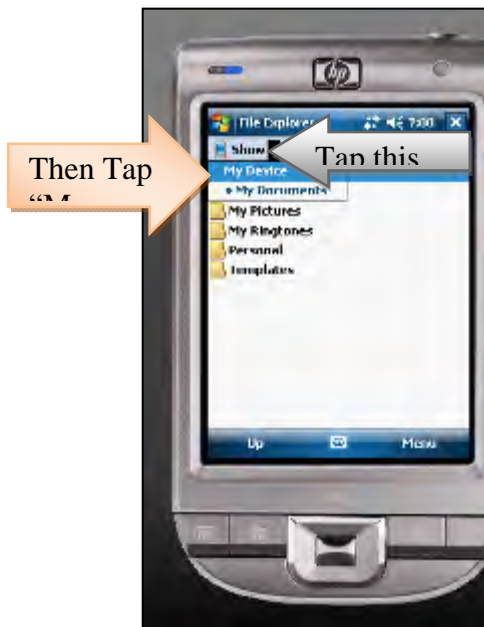 hp
File Explorer 7:00
Show
Tap this
Then Tap
My Device
My Documents
My Pictures
My Ringtones
Personal
Templates
Up Menu